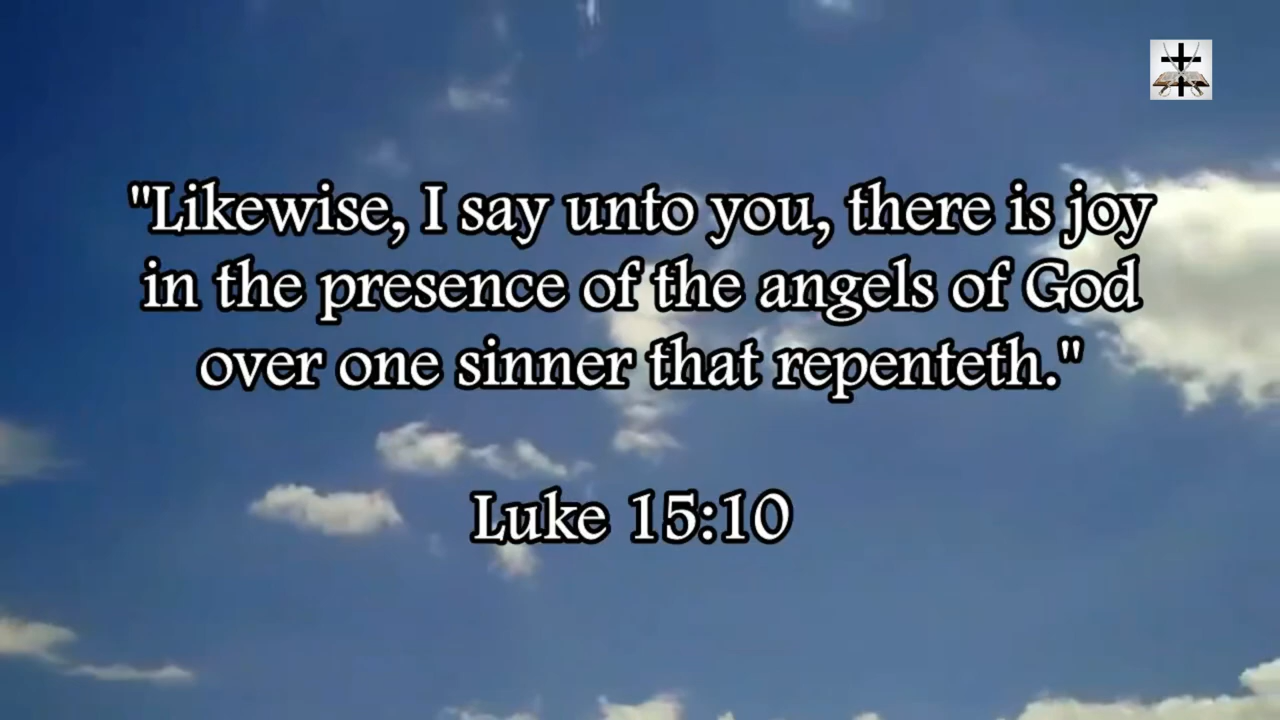 "Likewise, I say unto you, there is joy
in the presence of the angels of God
over one sinner that repenteth."
Luke 15:10